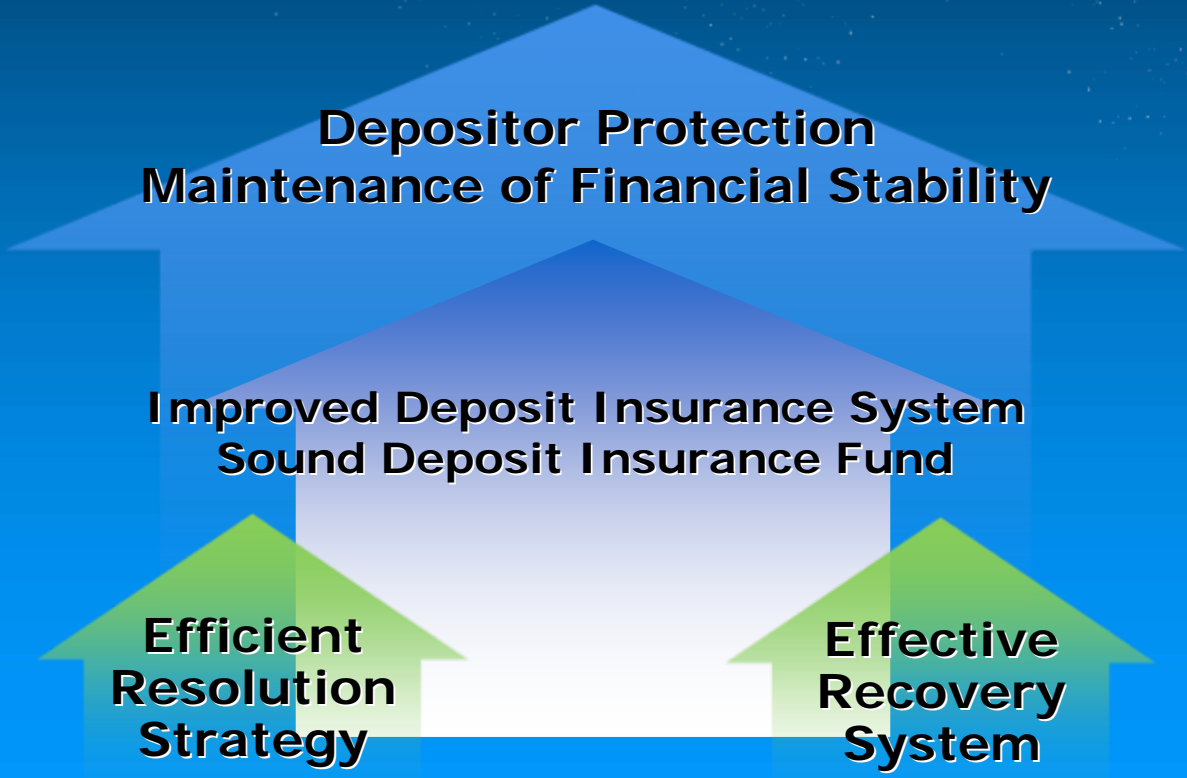 Depositor Protection
Maintenance of Financial Stability
Improved Deposit Insurance System
Sound Deposit Insurance Fund
Efficient
Resolution
Strategy
Effective
Recovery
System